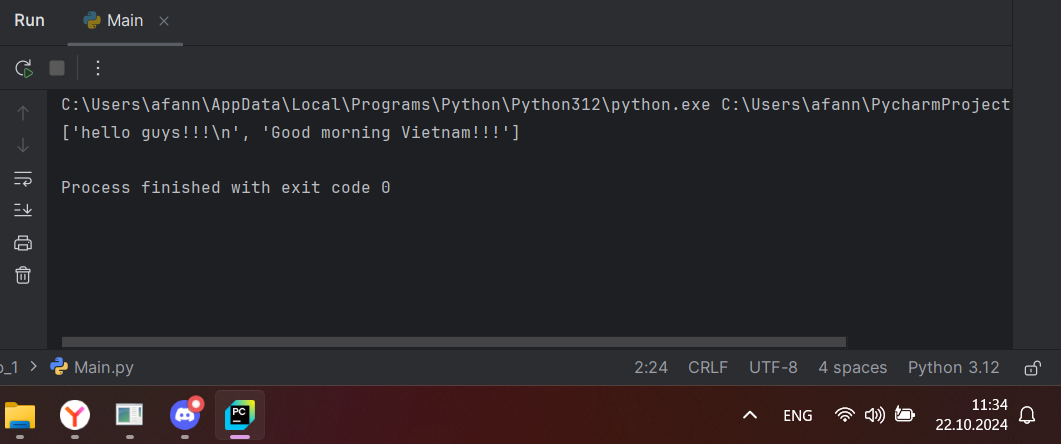 Run Main
C:\Users\afann\AppData\Local\Programs\Python\Python312\python.exe C:\Users\afann\PycharmProject
['hello guys!!!\n', 'Good morning Vietnam!!!']
Process finished with exit code 0
o_1 > Main.py 2:24 CRLF UTF-8 4 spaces Python 3.12
PC
ENG
11:34
22.10.2024